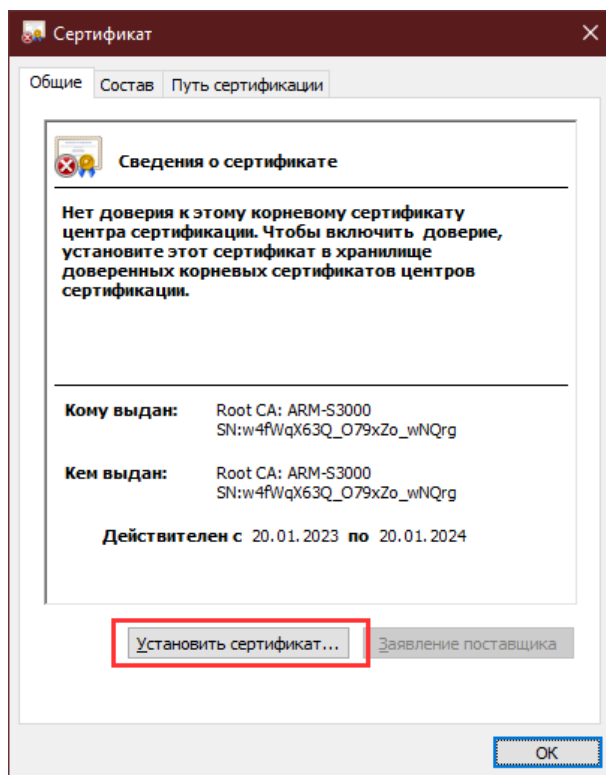 Сертификат
Общие Состав Путь сертификации
Сведения о сертификате
Нет доверия к этому корневому сертификату
центра сертификации. Чтобы включить доверие,
установите этот сертификат в хранилище
доверенных корневых сертификатов центров
сертификации.
Кому выдан: Root CA: ARM-S3000
SN:w4fWqX63Q_O79xZo_wNQrg
Кем выдан: Root CA: ARM-S3000
SN:w4fWqX63Q_O79xZo_wNQrg
Действителен с 20.01.2023 по 20.01.2024
Установить сертификат... Заявление поставщика
ОК